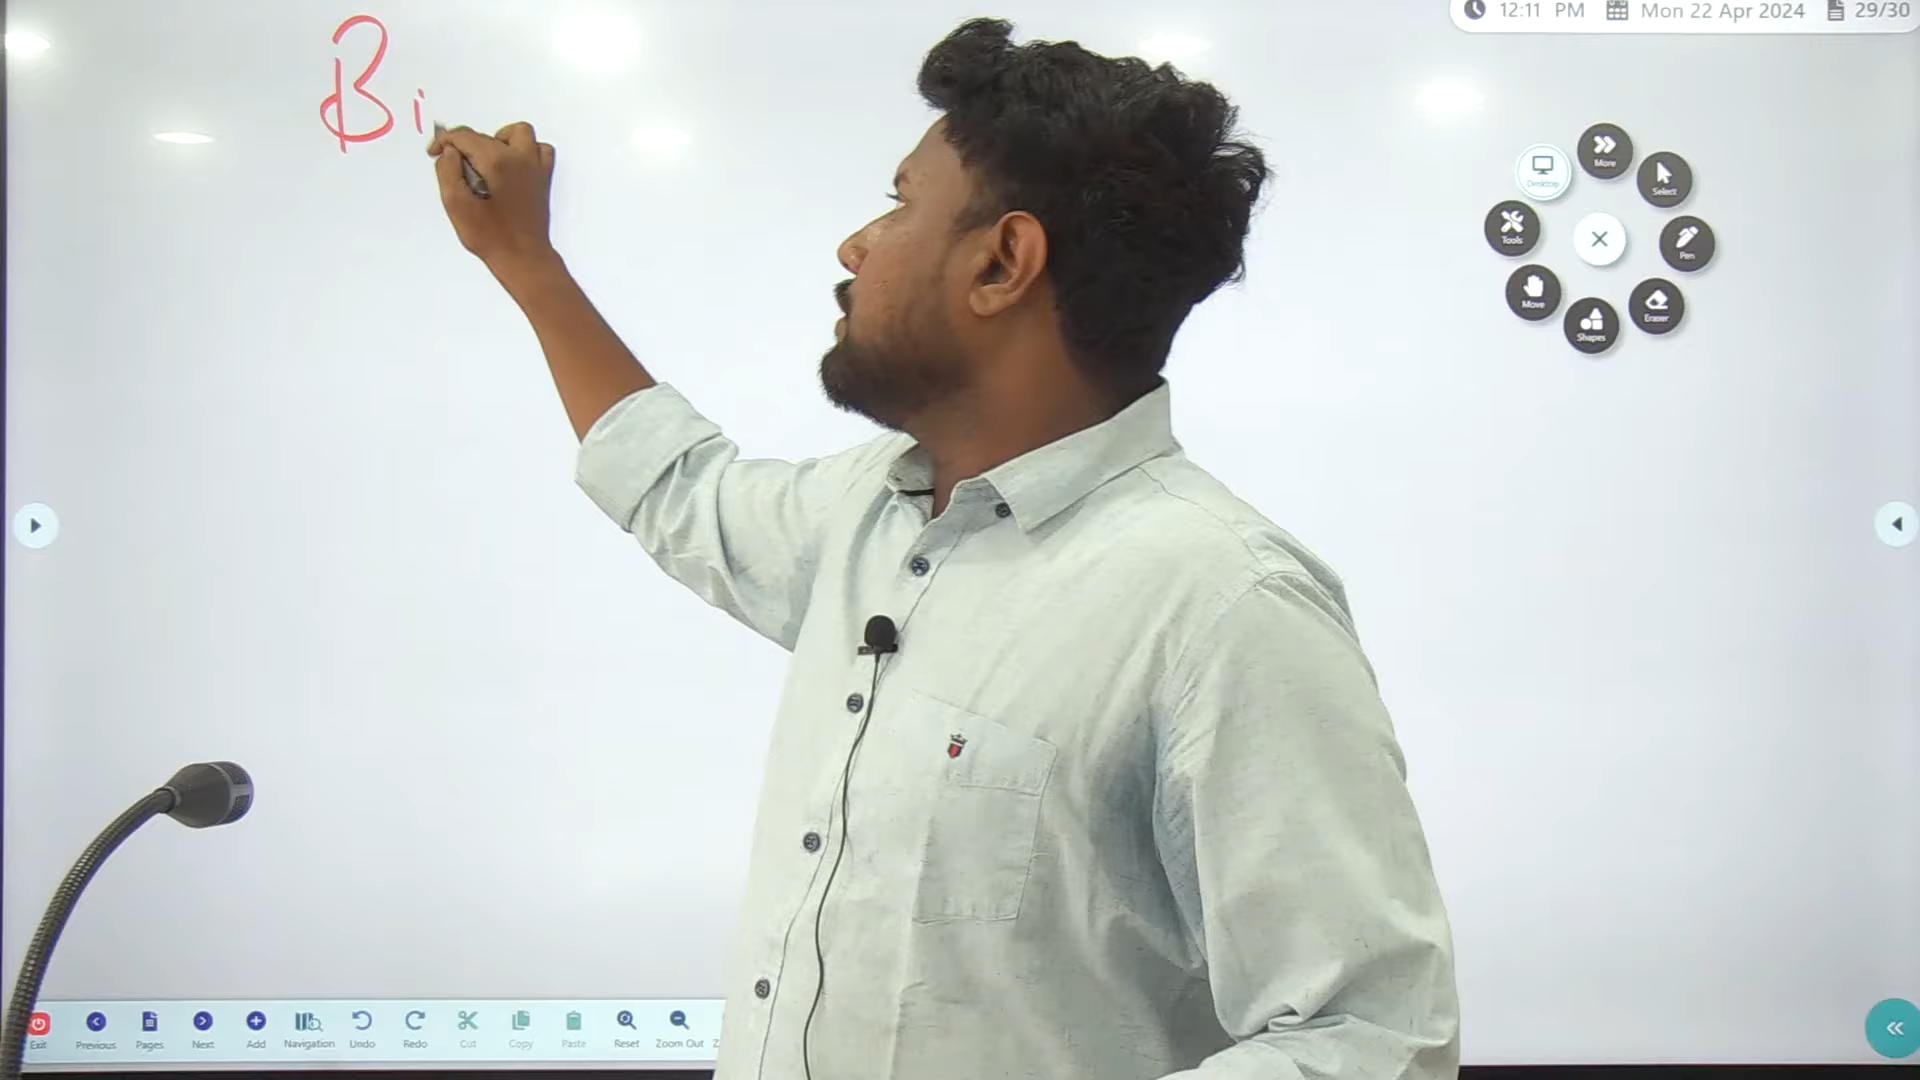 12:11 PM Mon 22 Apr 2024 29/30
Bi
More
Desktop
Select
Tools
Pen
Move
Eraser
Shapes
Exit Previous Pages Next Add Navigation Undo Redo Cut Copy Paste Reset Zoom Out Z